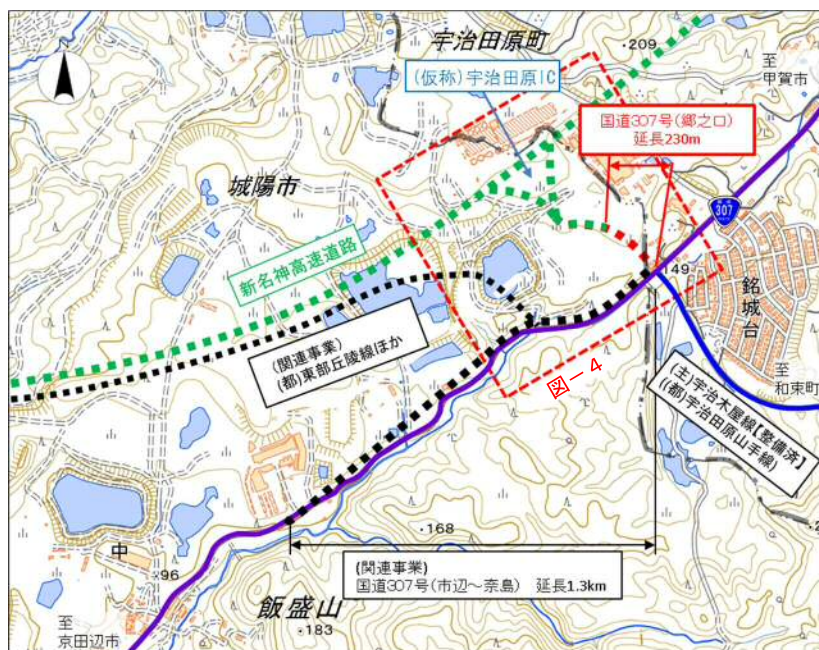 宇治田原町
・209
至
甲賀市
(仮称)宇治田原IC
国道307号(郷之口)
延長230m
城陽市
307
新名神高速道路
149
銘城台
(関連事業)
(都)東部丘陵線ほか
図－4
至
和束町
(主)宇治木屋線【整備済】
((都)宇治田原山手線)
・168
中
・96
(関連事業)
国道307号(市辺～奈島) 延長1.3km
飯盛山
・183
至
京田辺市